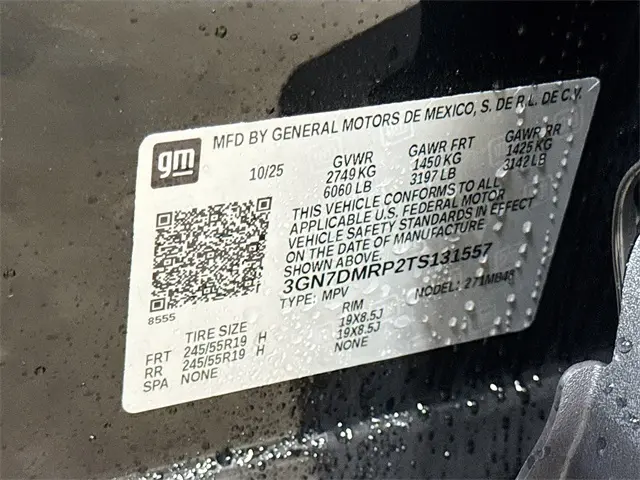 gm
MFD BY GENERAL MOTORS DE MEXICO, S. DE R.L. DE C.V.
10/25
GVWR GAWR FRT GAWR RR
2749 KG 1450 KG 1425 KG
6060 LB 3197 LB 3142 LB
THIS VEHICLE CONFORMS TO ALL
APPLICABLE U.S. FEDERAL MOTOR
VEHICLE SAFETY STANDARDS IN EFFECT
ON THE DATE OF MANUFACTURE
SHOWN ABOVE.
3GN7DMRP2TS131557
TYPE: MPV MODEL: 271MB48
8555
TIRE SIZE RIM
FRT 245/55R19 H 19X8.5J
RR 245/55R19 H 19X8.5J
SPA NONE NONE